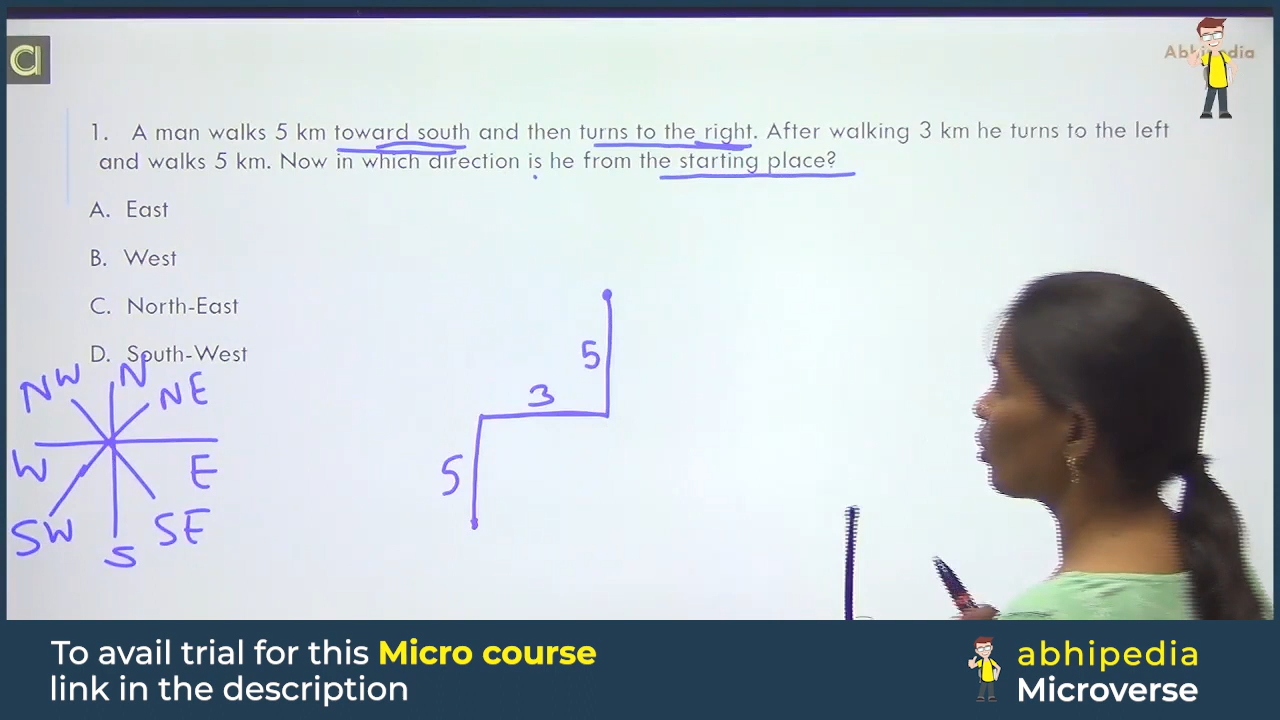 a
Abhipedia
1. A man walks 5 km toward south and then turns to the right. After walking 3 km he turns to the left
and walks 5 km. Now in which direction is he from the starting place?
A. East
B. West
C. North-East
D. South-West
NW N NE
W E
SW S SE
5
3
5
To avail trial for this Micro course
link in the description
abhipedia
Microverse